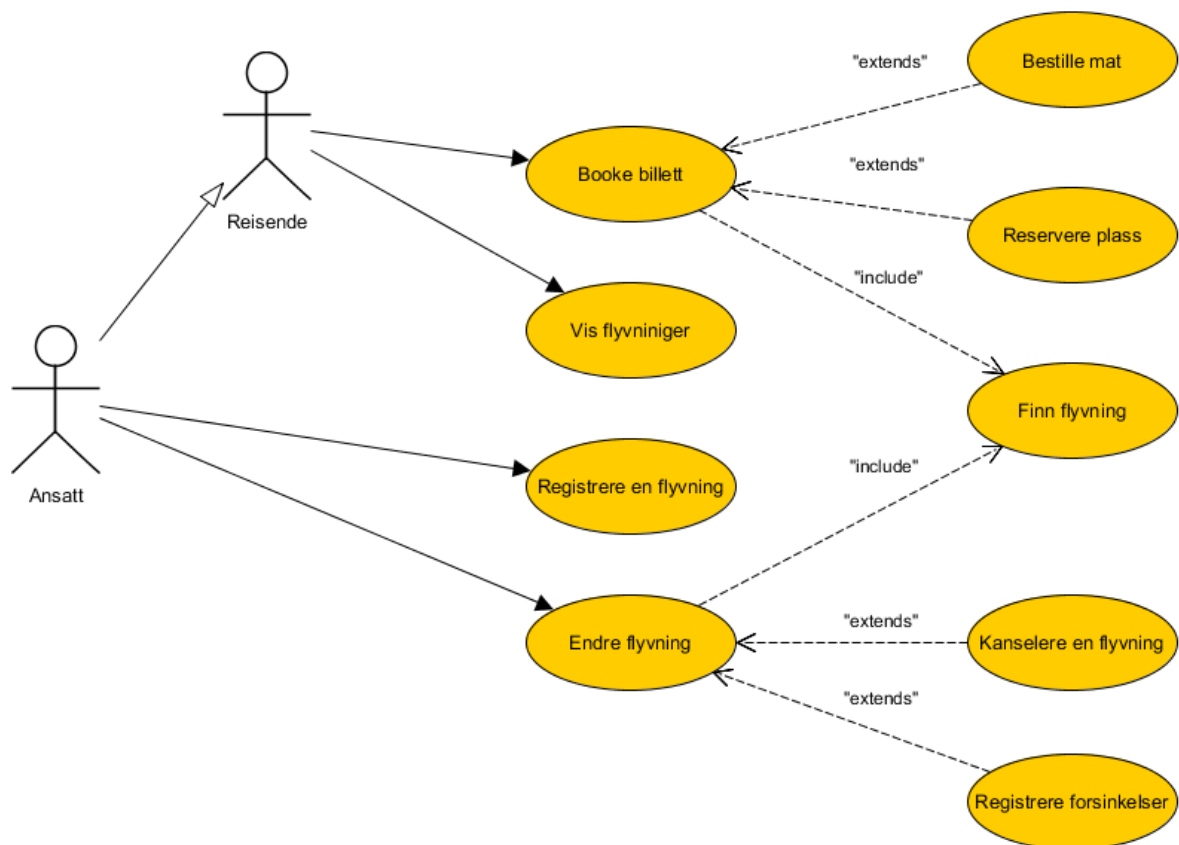 "extends"
Bestille mat
Booke billett
"extends"
Reisende
Reservere plass
"include"
Vis flyvniniger
Finn flyvning
"include"
Ansatt
Registrere en flyvning
"extends"
Endre flyvning
Kanselere en flyvning
"extends"
Registrere forsinkelser